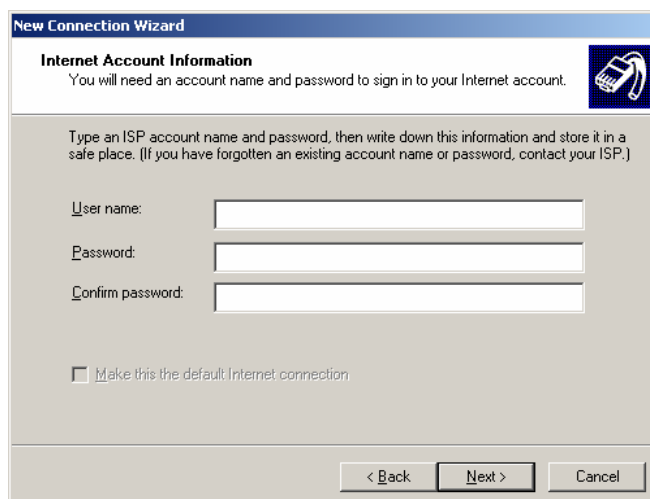 New Connection Wizard
Internet Account Information
You will need an account name and password to sign in to your Internet account.
Type an ISP account name and password, then write down this information and store it in a
safe place. (If you have forgotten an existing account name or password, contact your ISP.)
User name:
Password:
Confirm password:
Make this the default Internet connection
< Back
Next >
Cancel